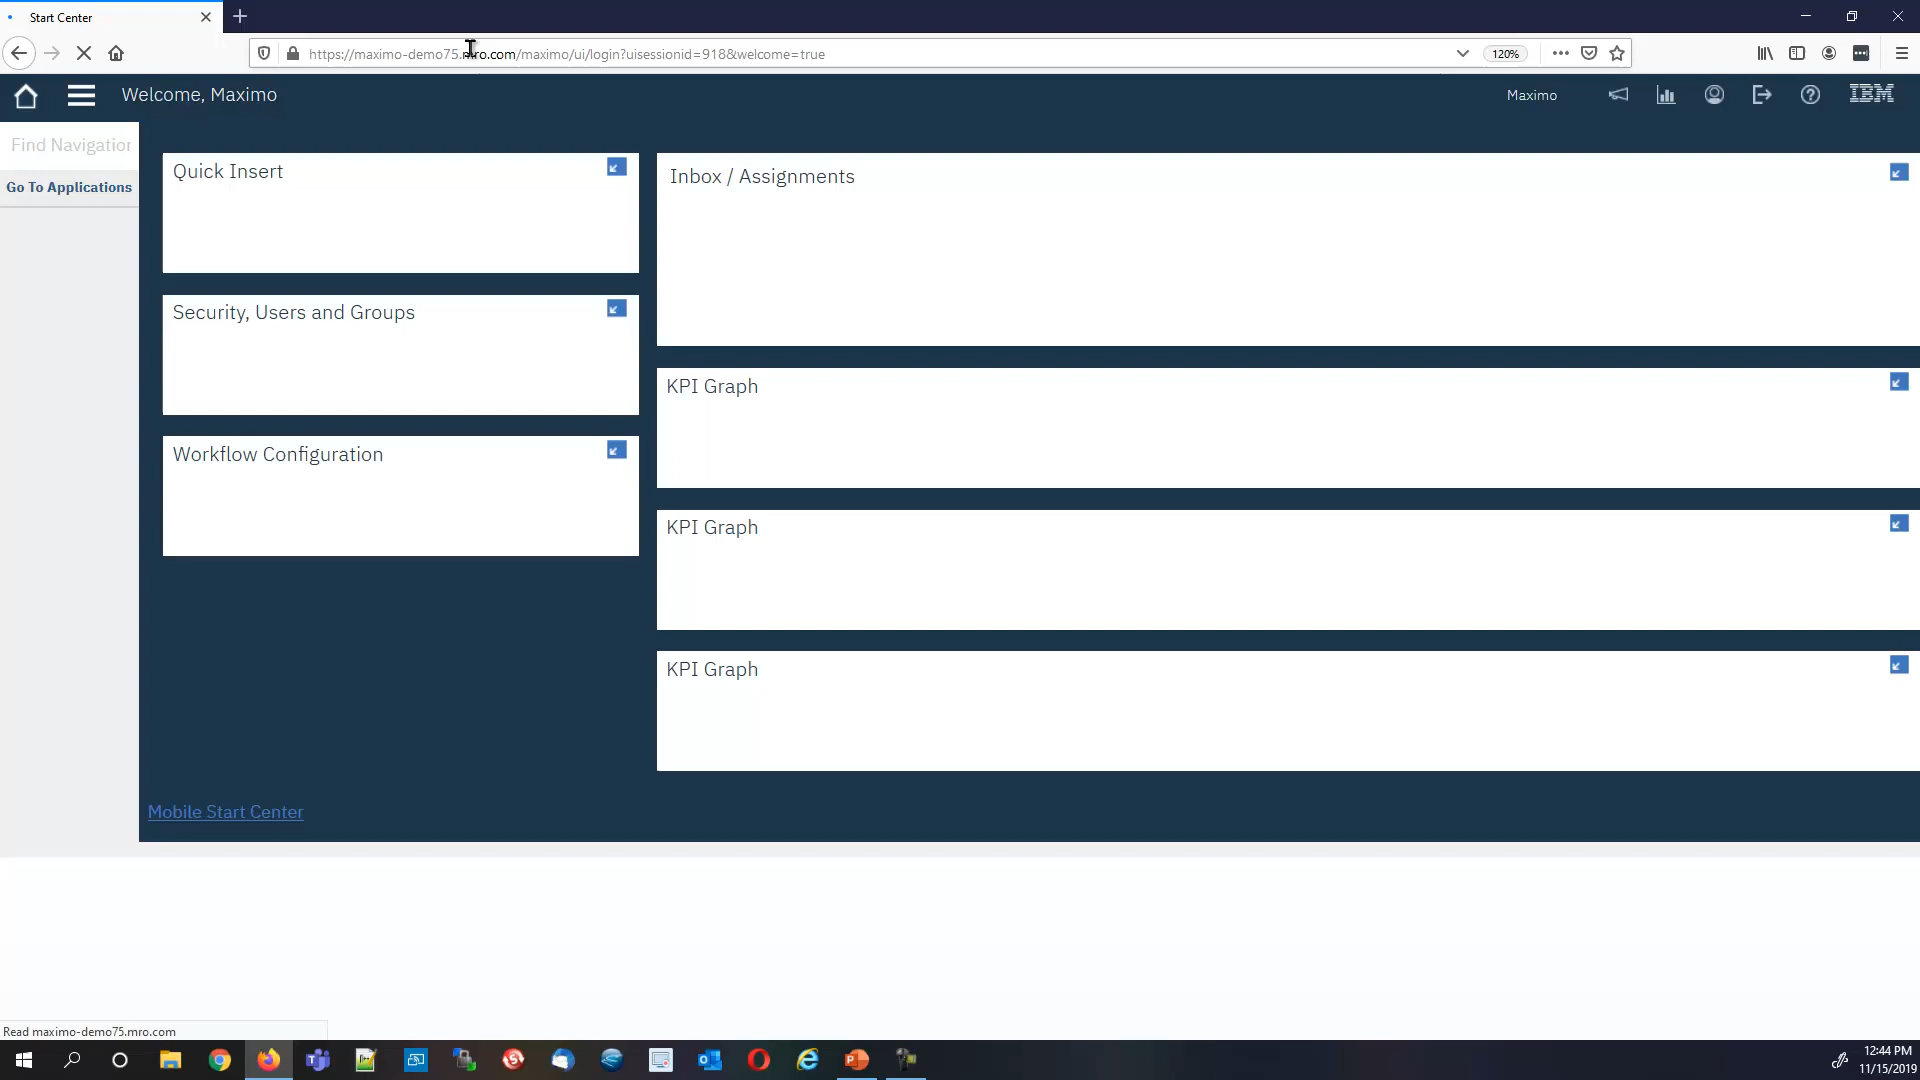 Start Center
https://maximo-demo75.mro.com/maximo/ui/login?uisessionid=918&welcome=true
120%
Welcome, Maximo
Maximo
IBM
Find Navigation
Go To Applications
Quick Insert
Security, Users and Groups
Workflow Configuration
Inbox / Assignments
KPI Graph
KPI Graph
KPI Graph
Mobile Start Center
Read maximo-demo75.mro.com
12:44 PM
11/15/2019